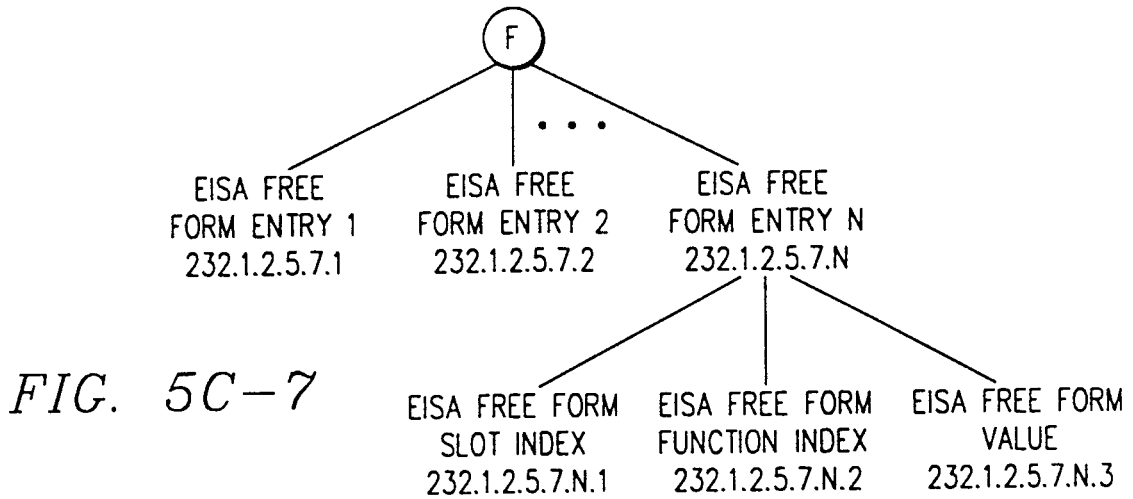 F
EISA FREE
FORM ENTRY 1
232.1.2.5.7.1
EISA FREE
FORM ENTRY 2
232.1.2.5.7.2
• • •
EISA FREE
FORM ENTRY N
232.1.2.5.7.N
FIG. 5C-7
EISA FREE FORM
SLOT INDEX
232.1.2.5.7.N.1
EISA FREE FORM
FUNCTION INDEX
232.1.2.5.7.N.2
EISA FREE FORM
VALUE
232.1.2.5.7.N.3